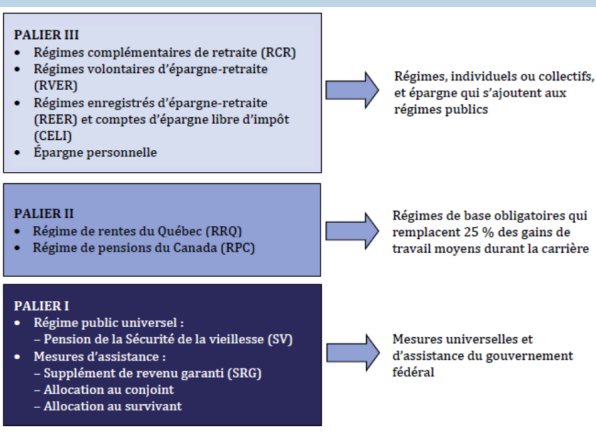 PALIER III
• Régimes complémentaires de retraite (RCR)
• Régimes volontaires d'épargne-retraite
(RVER)
• Régimes enregistrés d'épargne-retraite
(REER) et comptes d'épargne libre d'impôt
(CELI)
• Épargne personnelle
Régimes, individuels ou collectifs,
et épargne qui s'ajoutent aux
régimes publics
PALIER II
• Régime de rentes du Québec (RRQ)
• Régime de pensions du Canada (RPC)
Régimes de base obligatoires qui
remplacent 25 % des gains de
travail moyens durant la carrière
PALIER I
• Régime public universel :
– Pension de la Sécurité de la vieillesse (SV)
• Mesures d'assistance :
– Supplément de revenu garanti (SRG)
– Allocation au conjoint
– Allocation au survivant
Mesures universelles et
d'assistance du gouvernement
fédéral